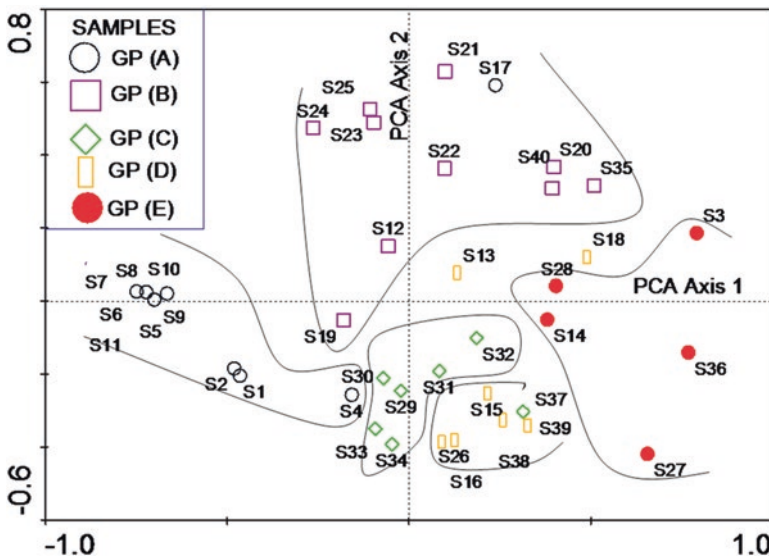 0.8
SAMPLES
GP (A)
GP (B)
GP (C)
GP (D)
GP (E)
PCA Axis 2
S21
S17
S25
S24
S23
S22
S40
S20
S35
S12
S3
S13
S18
S8
S10
S7
S28
PCA Axis 1
S6
S5
S9
S14
S11
S19
S32
S36
S2
S1
S30
S31
S4
S29
S15
S37
S39
S33
S34
S26
S38
S27
S16
-0.6
-1.0
1.0